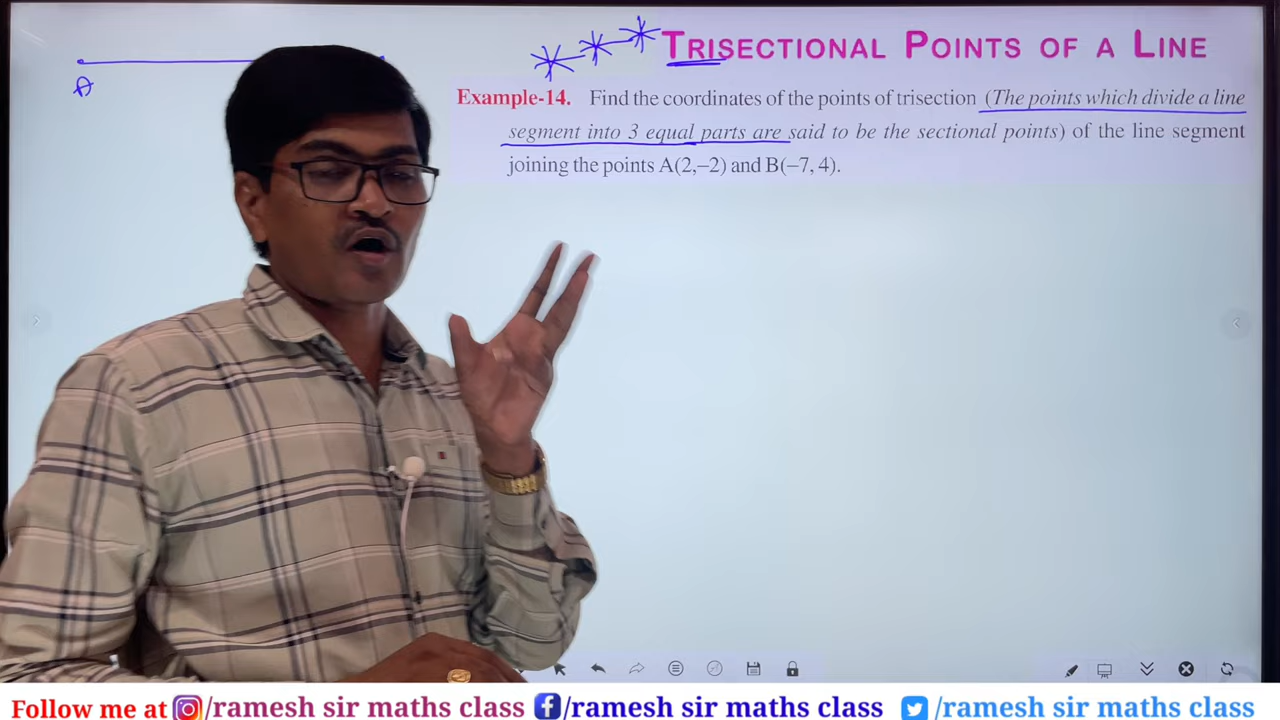 TRISECTIONAL POINTS OF A LINE
Example-14. Find the coordinates of the points of trisection (The points which divide a line
segment into 3 equal parts are said to be the sectional points) of the line segment
joining the points A(2,–2) and B(–7, 4).
A
Follow me at /ramesh sir maths class /ramesh sir maths class /ramesh sir maths class